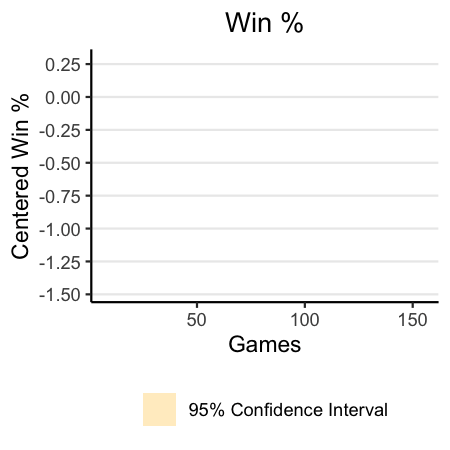 Win %
Centered Win %
0.25
0.00
-0.25
-0.50
-0.75
-1.00
-1.25
-1.50
50 100 150
Games
95% Confidence Interval